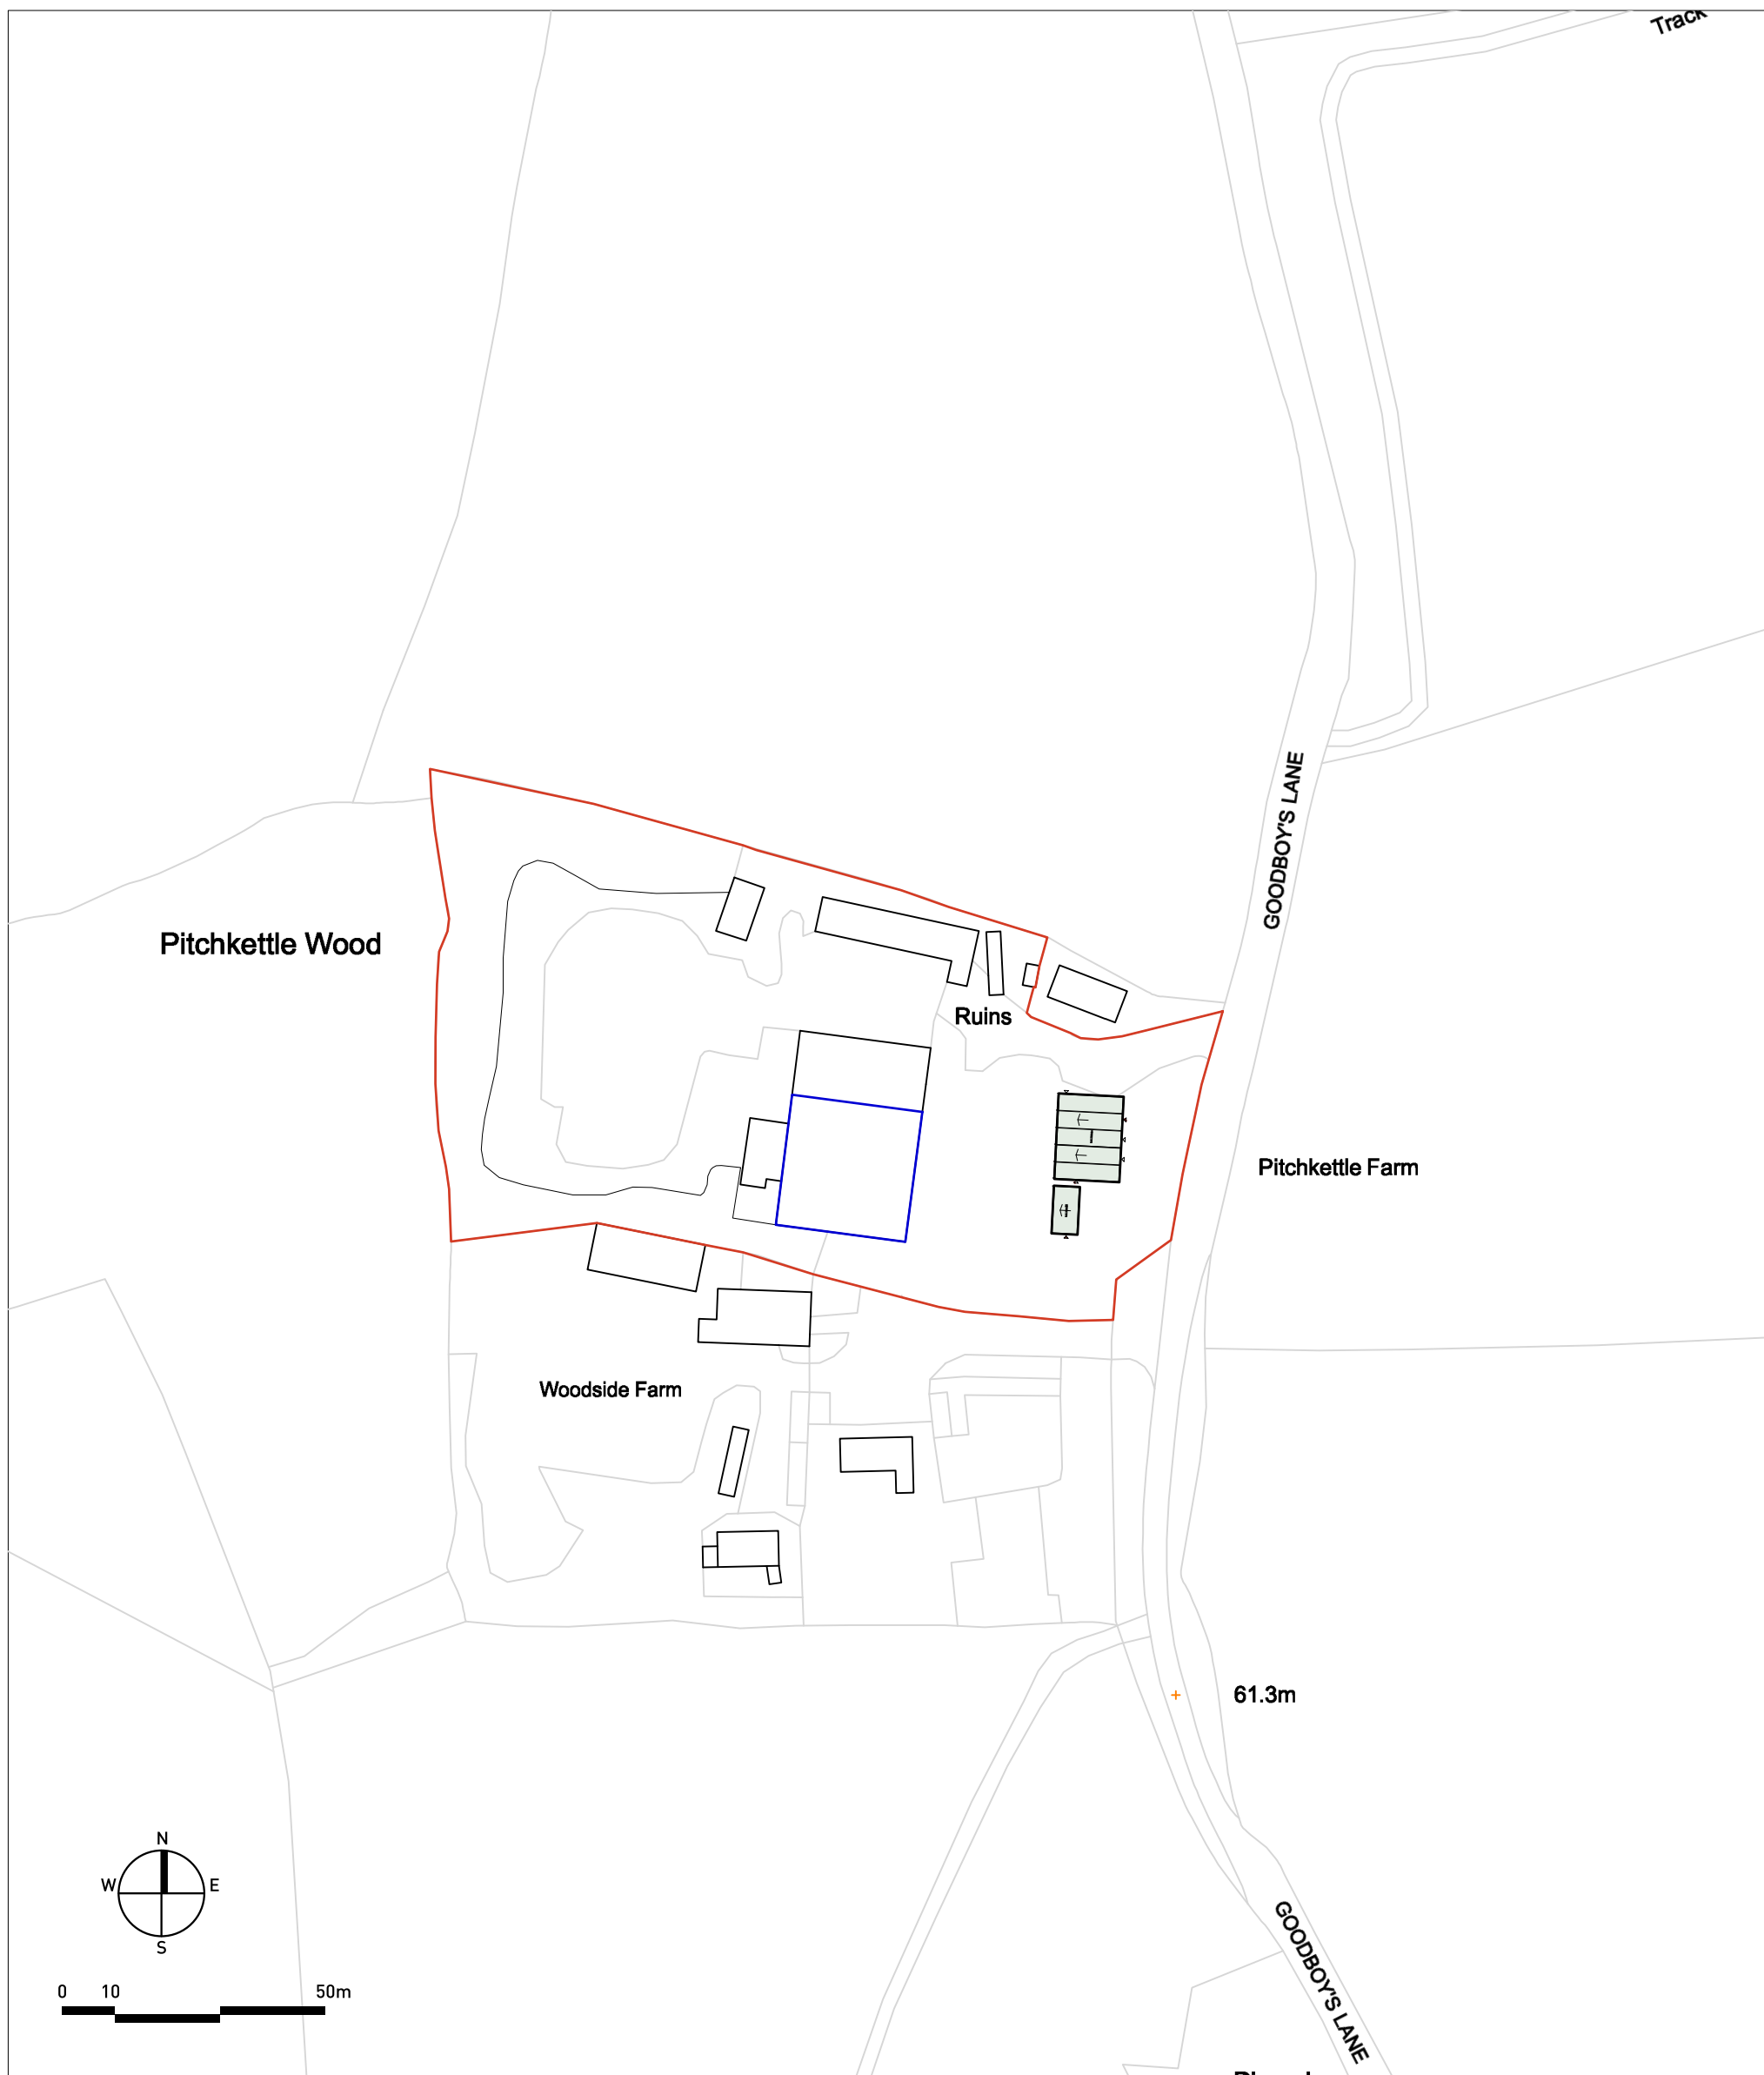 Track
GOODBOY'S LANE
Pitchkettle Wood
Ruins
Pitchkettle Farm
Woodside Farm
61.3m
N
W E
S
0 10 50m
GOODBOY'S LANE